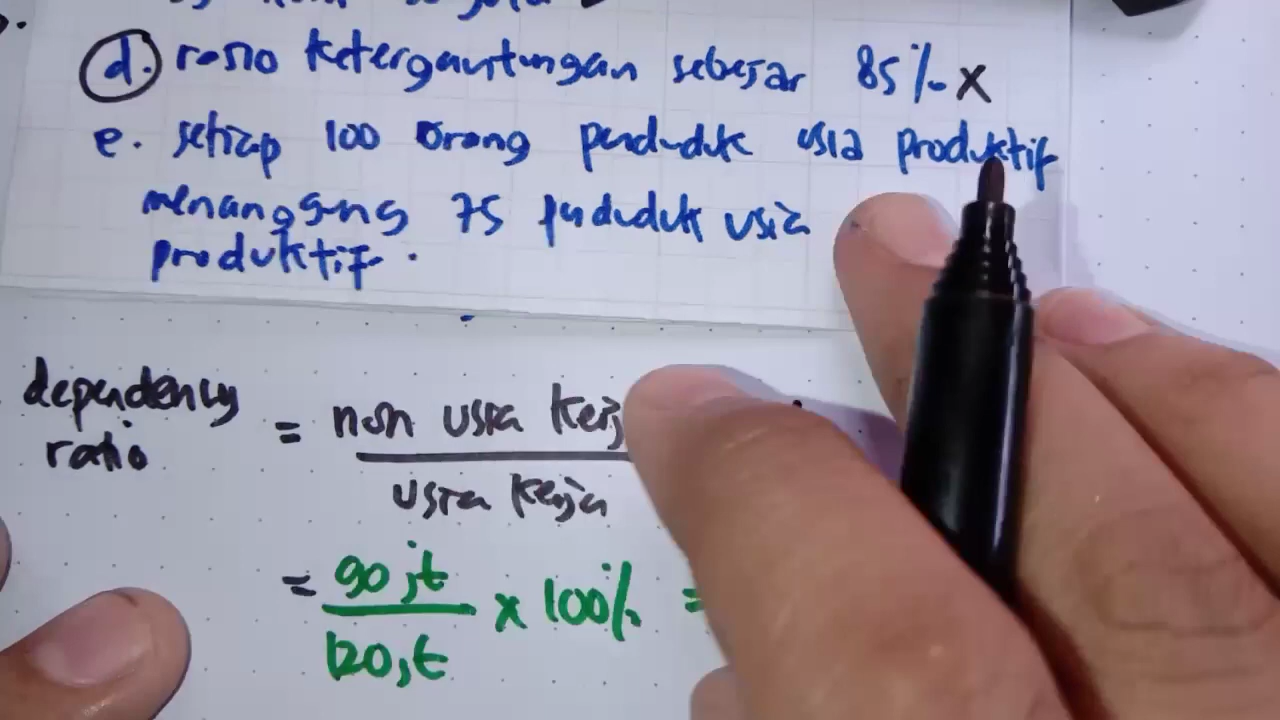 d. rasio ketergantungan sebesar 85% x
e. setiap 100 orang penduduk usia produktif
menanggung 75 penduduk usia
produktif.
dependency
ratio
= non usia
usia kerja
= 90 jt
120 jt
x 100% =